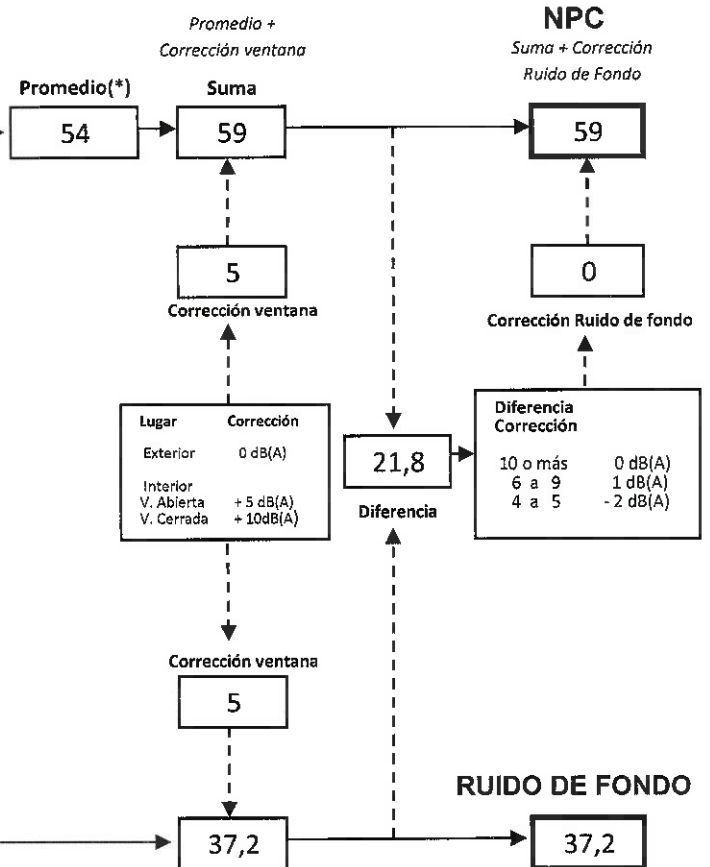 Promedio +
Corrección ventana
NPC
Suma + Corrección
Ruido de Fondo
Promedio(*)
Suma
54
59
59
5
0
Corrección ventana
Corrección Ruido de fondo
Lugar Corrección
Exterior 0 dB(A)
Interior
V. Abierta + 5 dB(A)
V. Cerrada + 10dB(A)
21,8
Diferencia
Diferencia
Corrección
10 o más 0 dB(A)
6 a 9 1 dB(A)
4 a 5 - 2 dB(A)
Corrección ventana
5
RUIDO DE FONDO
37,2
37,2